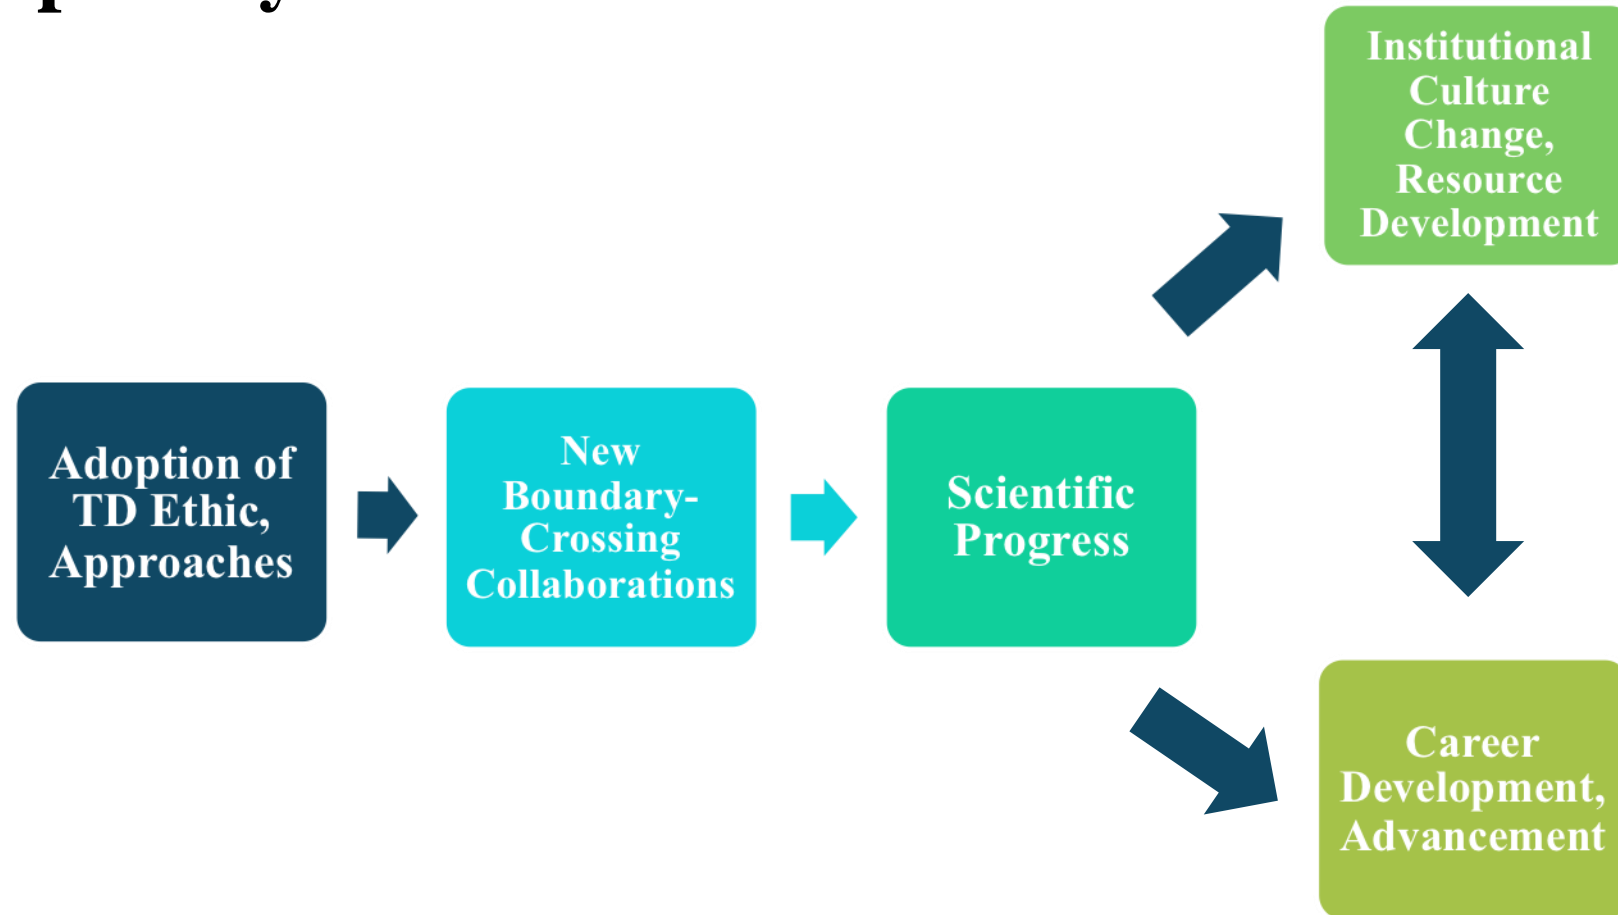 Adoption of
TD Ethic,
Approaches
New
Boundary-
Crossing
Collaborations
Scientific
Progress
Institutional
Culture
Change,
Resource
Development
Career
Development,
Advancement